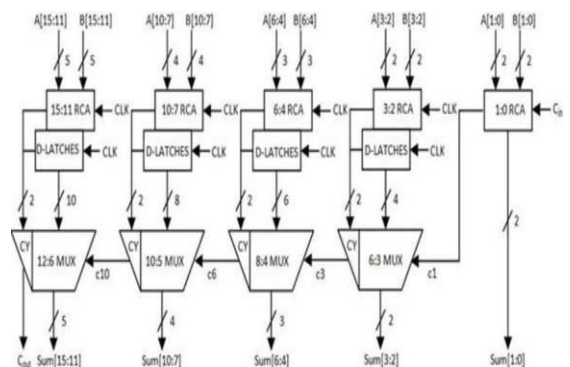 A[15:11] B[15:11] A[10:7] B[10:7] A[6:4] B[6:4] A[3:2] B[3:2] A[1:0] B[1:0]
5 5 4 4 3 3 2 2 2 2
15:11 RCA CLK 10:7 RCA CLK 6:4 RCA CLK 3:2 RCA CLK 1:0 RCA Cin
D-LATCHES CLK D-LATCHES CLK D-LATCHES CLK D-LATCHES CLK
2 10 2 8 2 6 2 4 2
CY 12:6 MUX c10 CY 10:5 MUX c6 CY 8:4 MUX c3 CY 6:3 MUX c1
5 4 3 2
Cout Sum[15:11] Sum[10:7] Sum[6:4] Sum[3:2] Sum[1:0]